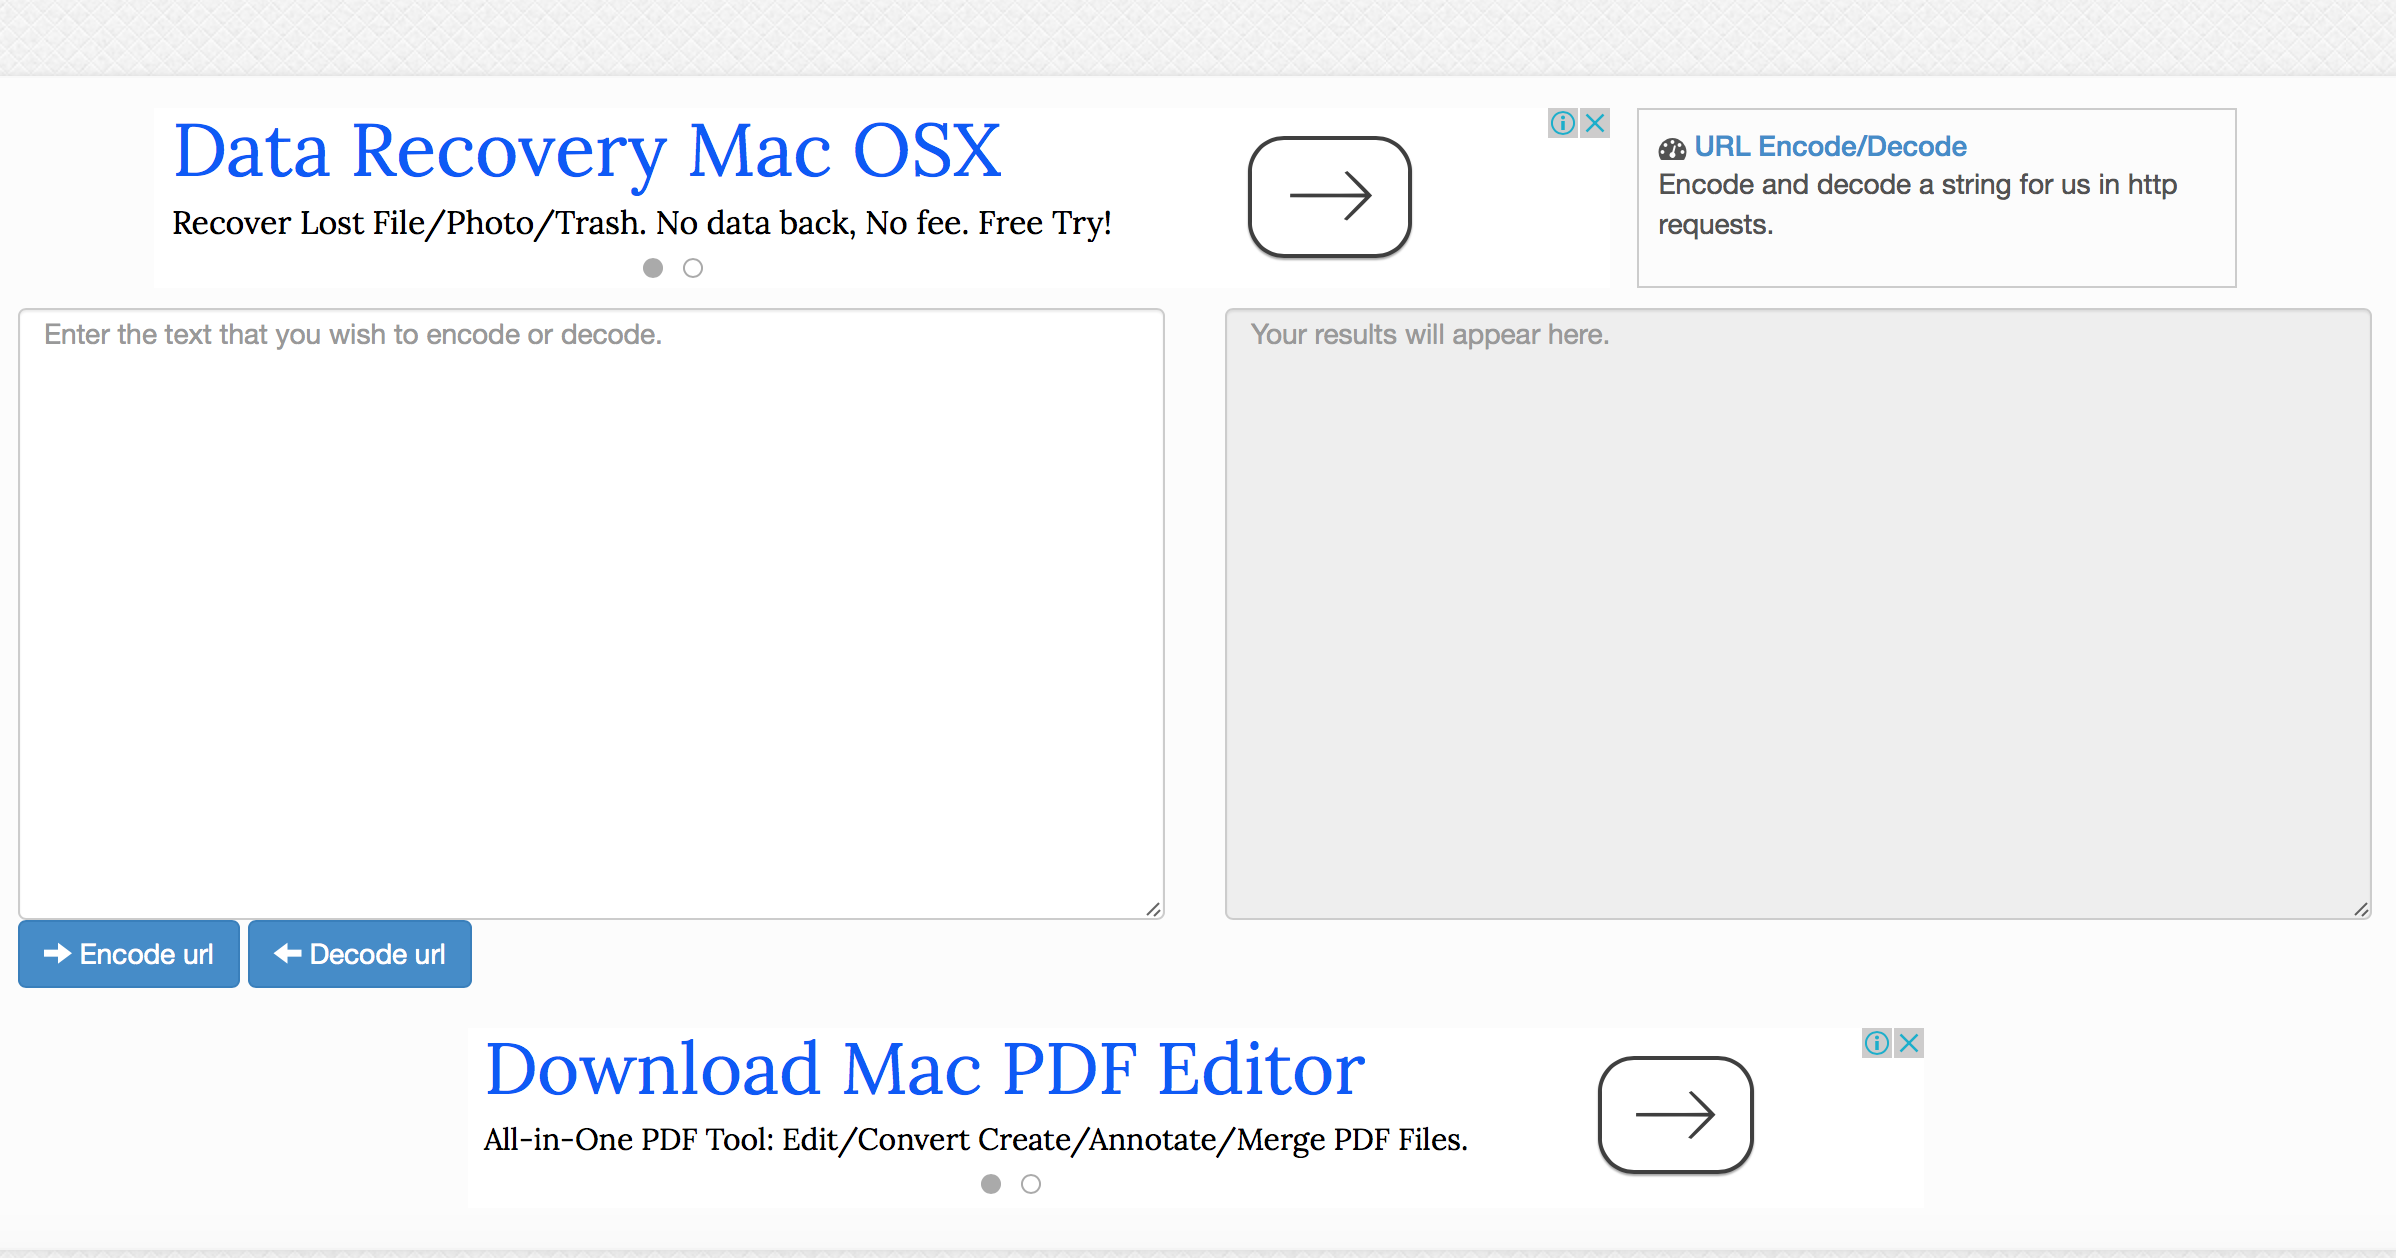 Data Recovery Mac OSX
Recover Lost File/Photo/Trash. No data back, No fee. Free Try!
URL Encode/Decode
Encode and decode a string for us in http
requests.
Enter the text that you wish to encode or decode.
Your results will appear here.
Encode url
Decode url
Download Mac PDF Editor
All-in-One PDF Tool: Edit/Convert Create/Annotate/Merge PDF Files.